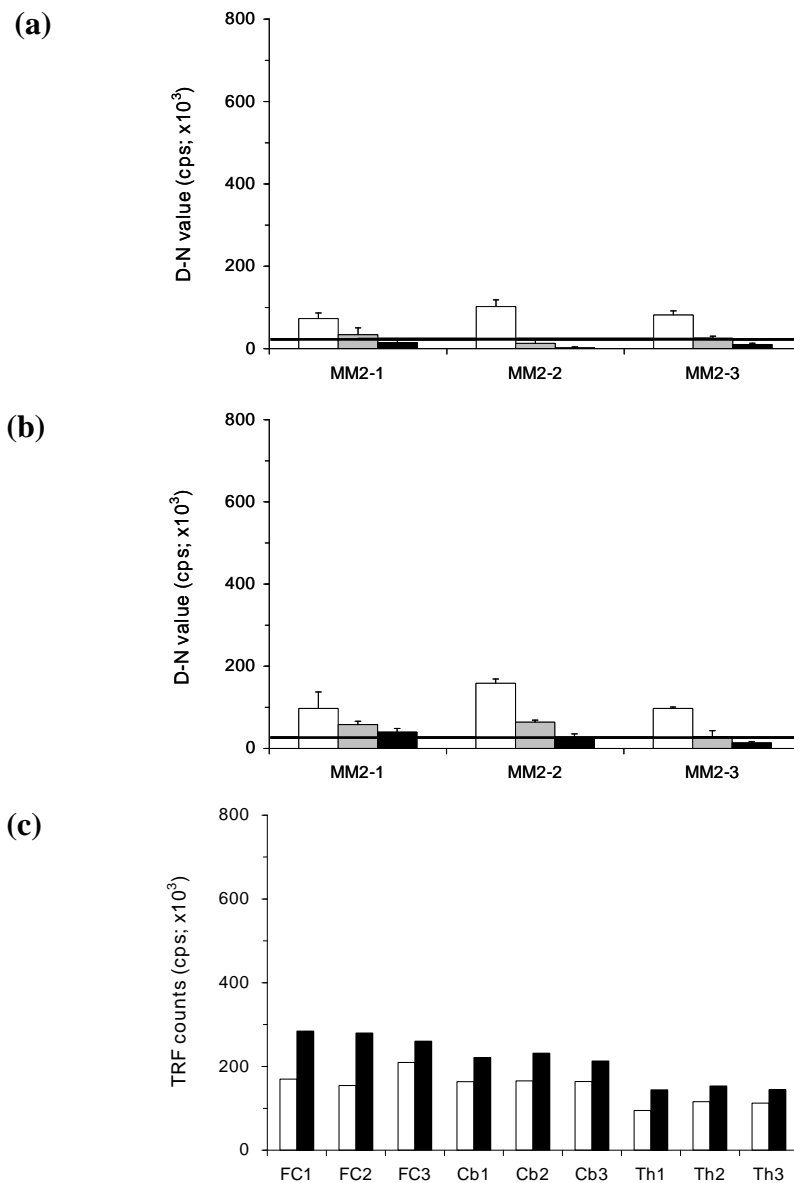 (a)
D-N value (cps; x10³)
800
600
400
200
0
MM2-1 MM2-2 MM2-3
(b)
D-N value (cps; x10³)
800
600
400
200
0
MM2-1 MM2-2 MM2-3
(c)
TRF counts (cps; x10³)
800
600
400
200
0
FC1 FC2 FC3 Cb1 Cb2 Cb3 Th1 Th2 Th3